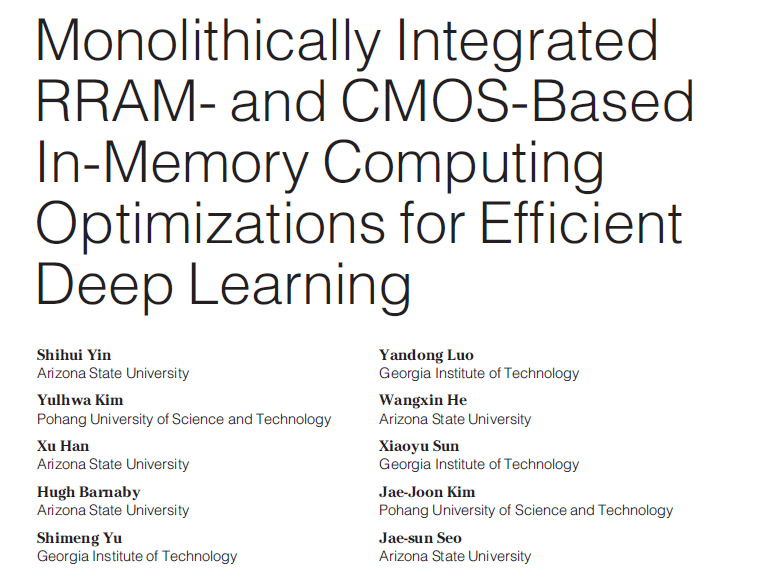 Monolithically Integrated
RRAM- and CMOS-Based
In-Memory Computing
Optimizations for Efficient
Deep Learning
Shihui Yin
Arizona State University
Yulhwa Kim
Pohang University of Science and Technology
Xu Han
Arizona State University
Hugh Barnaby
Arizona State University
Shimeng Yu
Georgia Institute of Technology
Yandong Luo
Georgia Institute of Technology
Wangxin He
Arizona State University
Xiaoyu Sun
Georgia Institute of Technology
Jae-Joon Kim
Pohang University of Science and Technology
Jae-sun Seo
Arizona State University